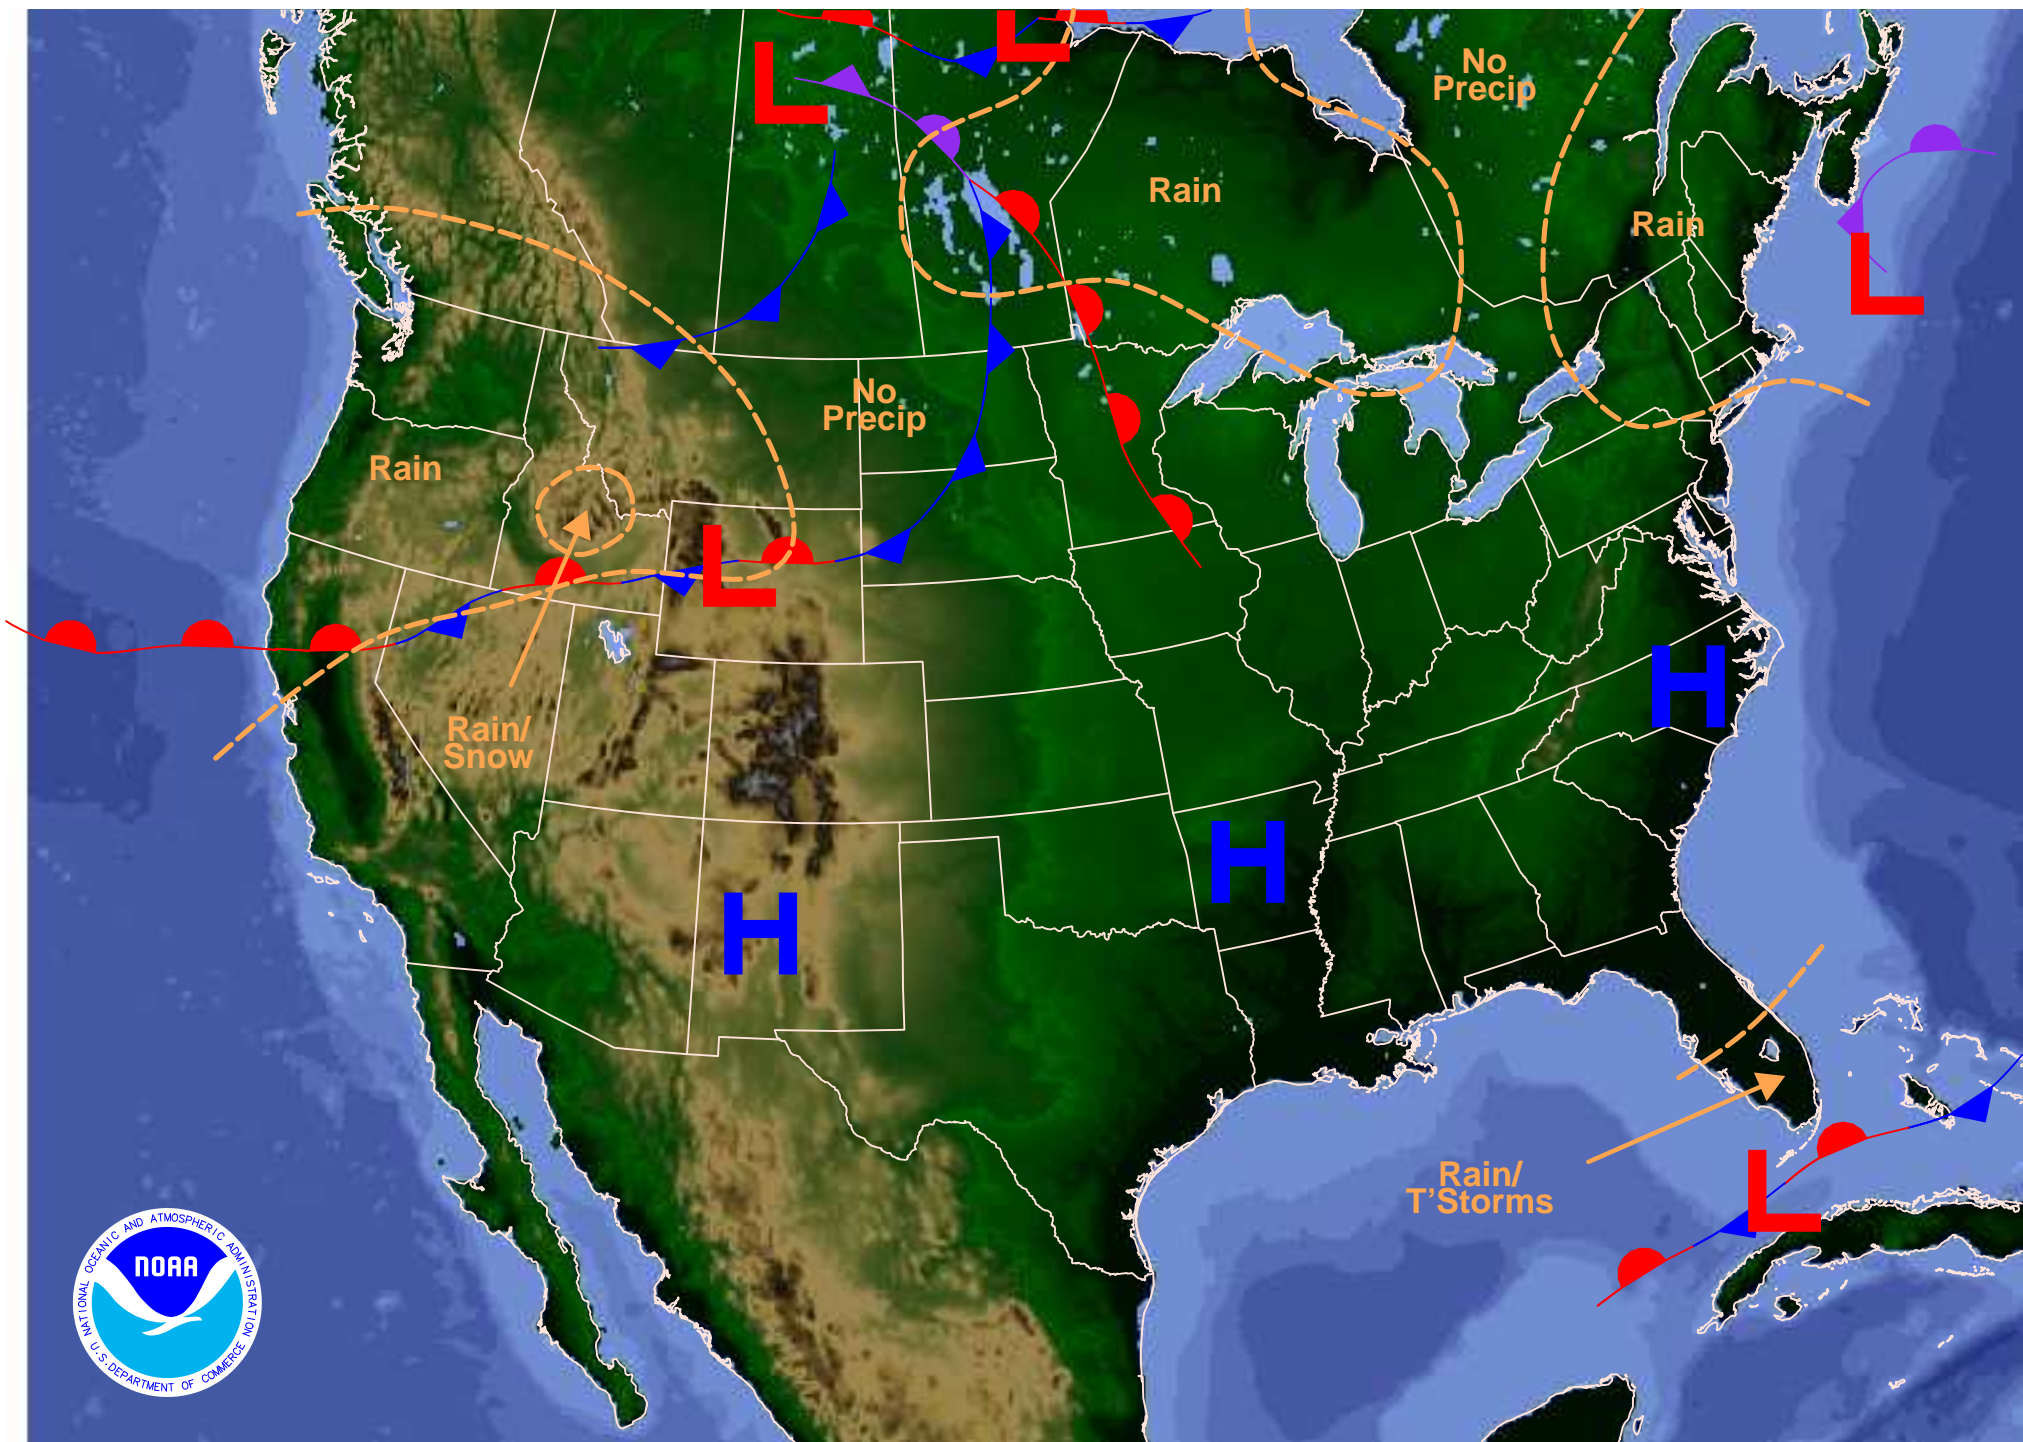 L
L
No
Precip
Rain
Rain
L
No
Precip
Rain
L
H
Rain/
Snow
H
H
Rain/
T'Storms
L
NATIONAL OCEANIC AND ATMOSPHERIC ADMINISTRATION
NOAA
U.S. DEPARTMENT OF COMMERCE